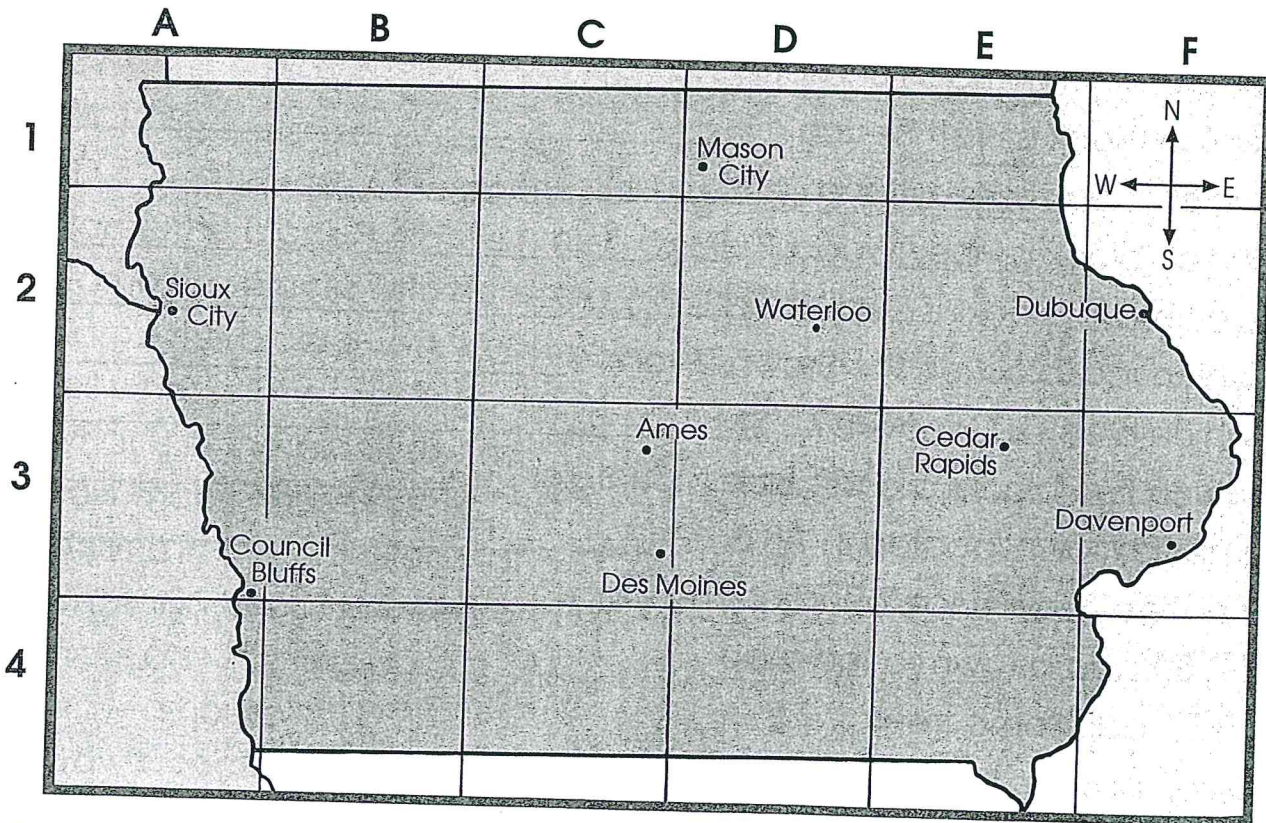 A B C D E F
1
N
Mason
City
W E
S
2
Sioux
City
Waterloo
Dubuque
3
Ames
Cedar
Rapids
Davenport
Council
Bluffs
Des Moines
4